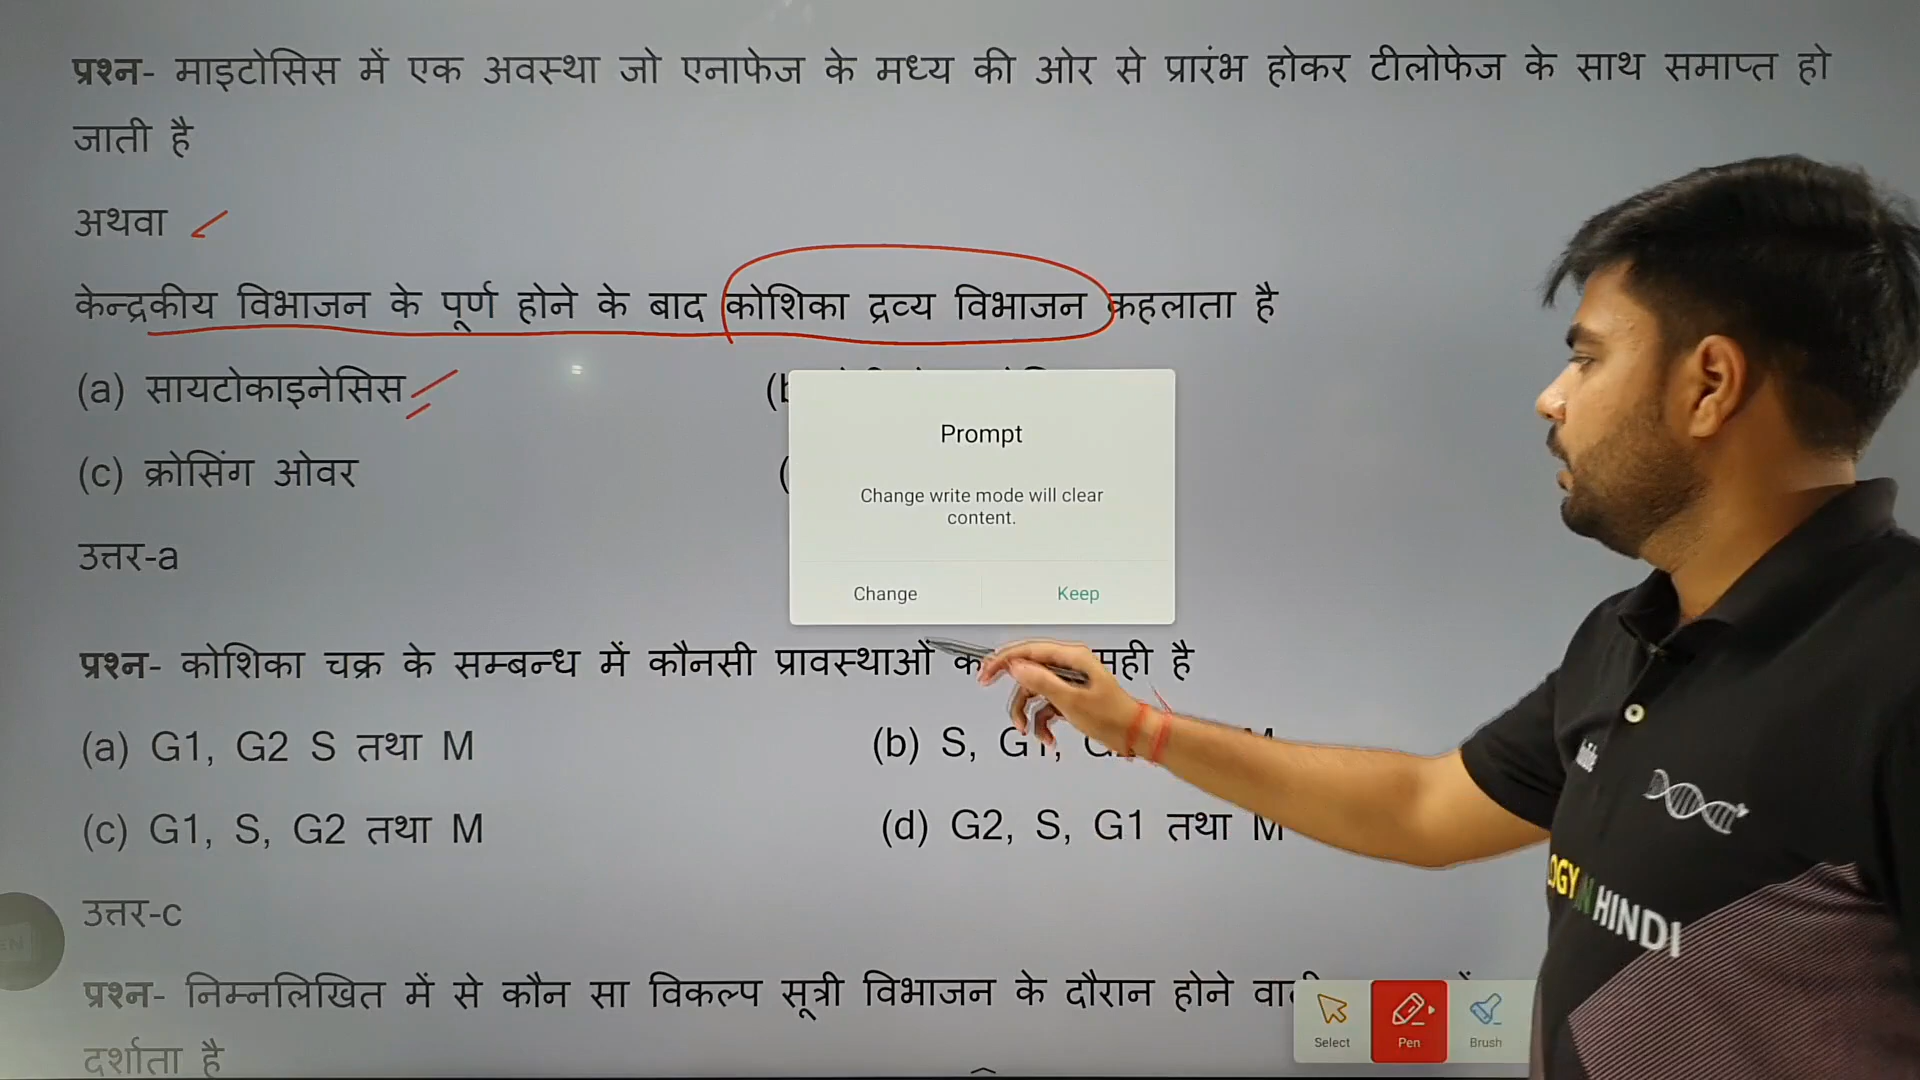 प्रश्न- माइटोसिस में एक अवस्था जो एनाफेज के मध्य की ओर से प्रारंभ होकर टीलोफेज के साथ समाप्त हो
जाती है
अथवा
केन्द्रकीय विभाजन के पूर्ण होने के बाद कोशिका द्रव्य विभाजन कहलाता है
(a) सायटोकाइनेसिस
(c) क्रोसिंग ओवर
Prompt
Change write mode will clear
content.
Change Keep
उत्तर-a
प्रश्न- कोशिका चक्र के सम्बन्ध में कौनसी प्रावस्थाओं सही है
(a) G1, G2 S तथा M (b) S, G1,
(c) G1, S, G2 तथा M (d) G2, S, G1 तथा M
उत्तर-c
प्रश्न- निम्नलिखित में से कौन सा विकल्प सूत्री विभाजन के दौरान होने
दर्शाता है
Select Pen Brush
HINDI